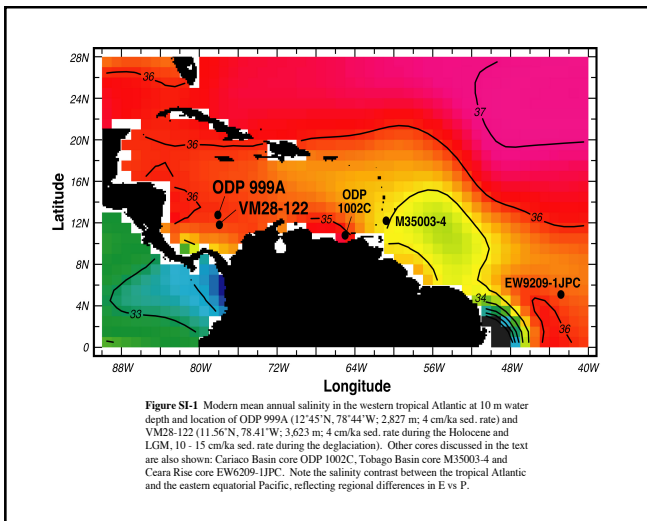 28N
24N
20N
16N
12N
8N
4N
0
Latitude
36
37
36
36
ODP 999A
VM28-122
35
ODP
1002C
M35003-4
36
EW9209-1JPC
34
33
36
88W 80W 72W 64W 56W 48W 40W
Longitude
Figure SI-1 Modern mean annual salinity in the western tropical Atlantic at 10 m water
depth and location of ODP 999A (12˚45'N, 78˚44'W; 2,827 m; 4 cm/ka sed. rate) and
VM28-122 (11.56˚N, 78.41˚W; 3,623 m; 4 cm/ka sed. rate during the Holocene and
LGM, 10 - 15 cm/ka sed. rate during the deglaciation). Other cores discussed in the text
are also shown: Cariaco Basin core ODP 1002C, Tobago Basin core M35003-4 and
Ceara Rise core EW6209-1JPC. Note the salinity contrast between the tropical Atlantic
and the eastern equatorial Pacific, reflecting regional differences in E vs P.